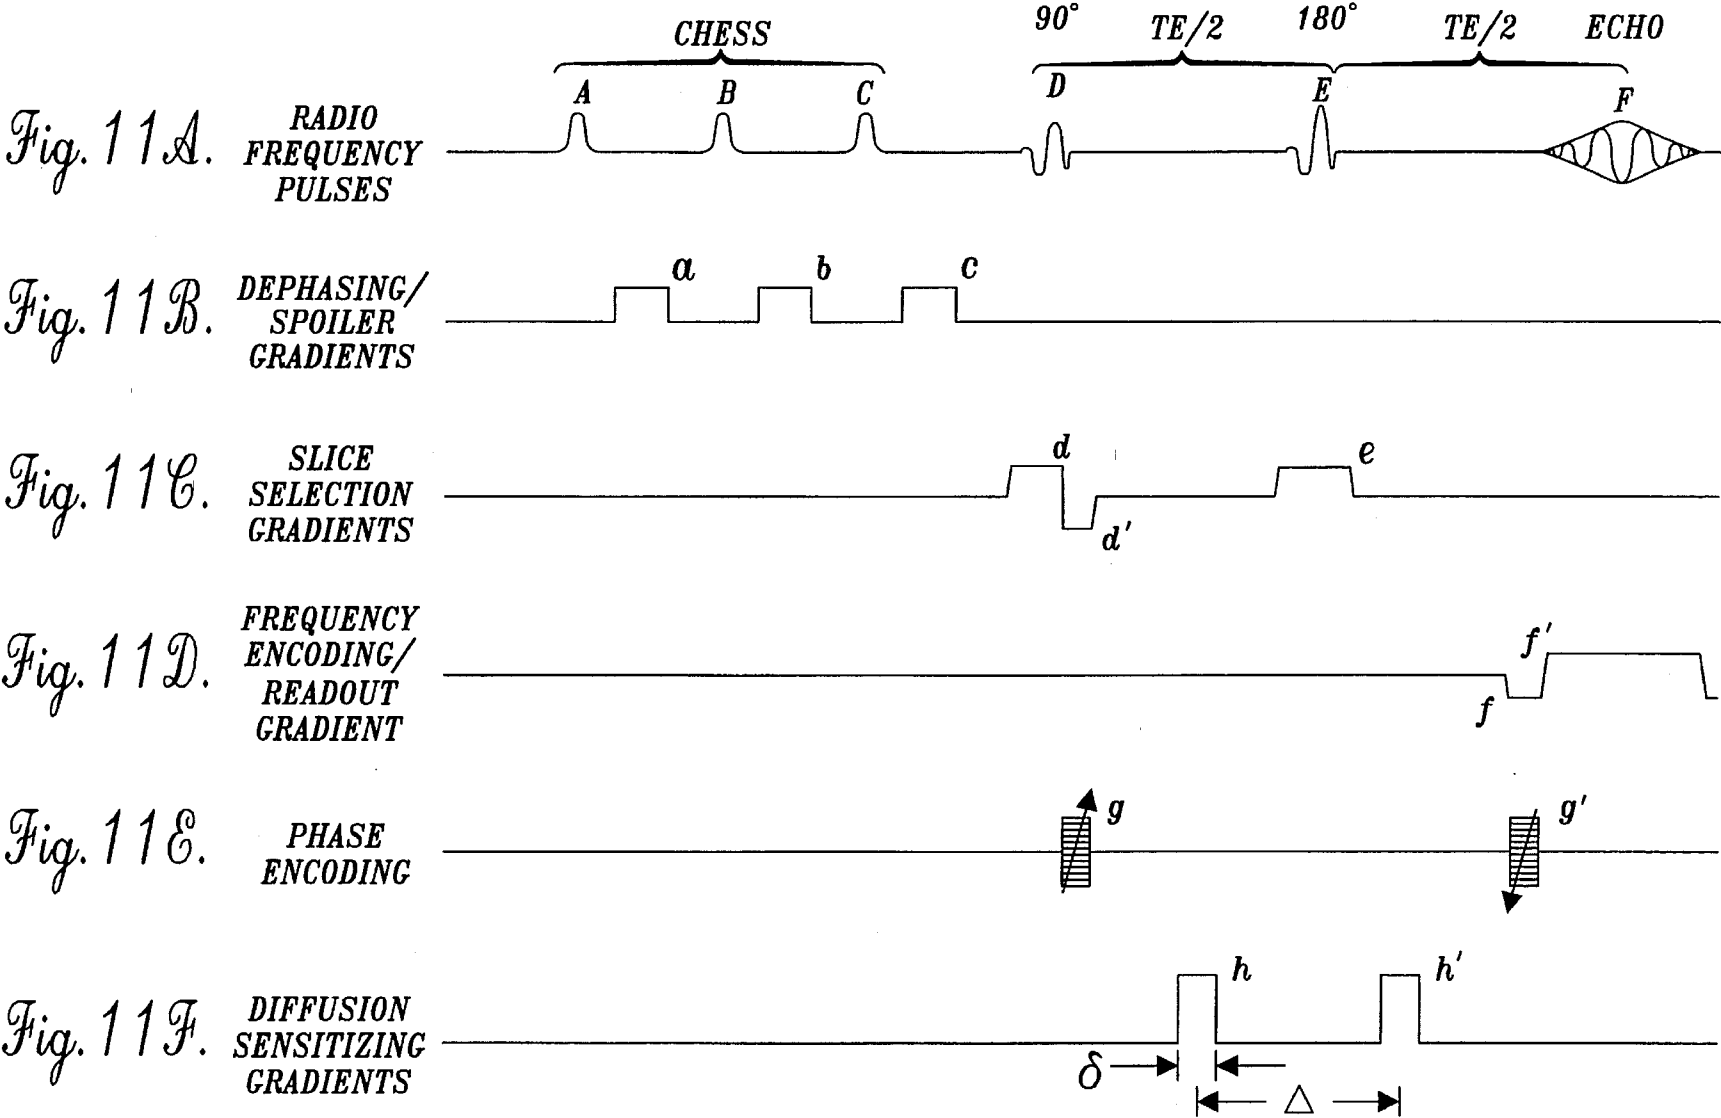 CHESS 90° TE/2 180° TE/2 ECHO
A B C D E F
Fig. 11A. RADIO
FREQUENCY
PULSES
a b c
Fig. 11B. DEPHASING/
SPOILER
GRADIENTS
d e
Fig. 11C. SLICE
SELECTION
GRADIENTS
d'
FREQUENCY
Fig. 11D. ENCODING/
READOUT
GRADIENT
f'
f
g g'
Fig. 11E. PHASE
ENCODING
h h'
Fig. 11F. DIFFUSION
SENSITIZING
GRADIENTS
δ
△